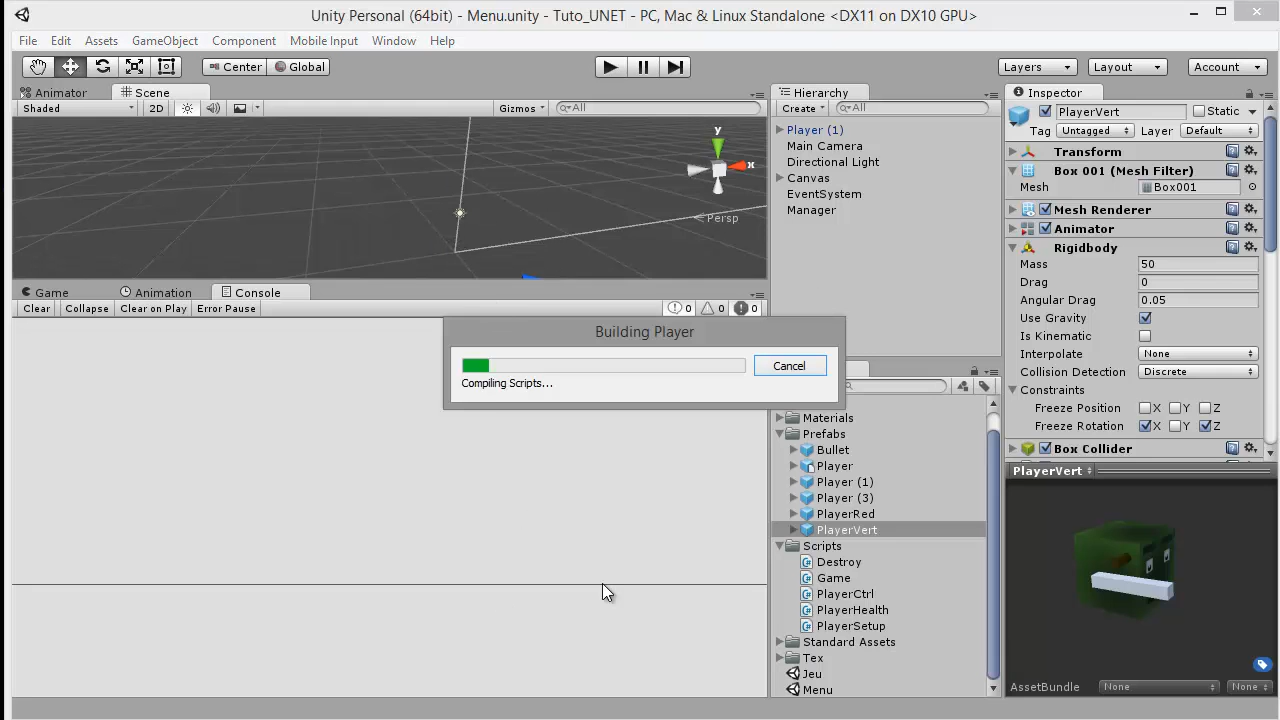 Unity Personal (64bit) - Menu.unity - Tuto_UNET - PC, Mac & Linux Standalone <DX11 on DX10 GPU>
File Edit Assets GameObject Component Mobile Input Window Help
Center Global Layers Layout Account
Animator Scene
Shaded 2D Gizmos All
y
x
Persp
Game Animation Console
Clear Collapse Clear on Play Error Pause 0 0 0
Building Player
Cancel
Compiling Scripts...
Hierarchy
Create All
Player (1)
Main Camera
Directional Light
Canvas
EventSystem
Manager
Materials
Prefabs
Bullet
Player
Player (1)
Player (3)
PlayerRed
PlayerVert
Scripts
Destroy
Game
PlayerCtrl
PlayerHealth
PlayerSetup
Standard Assets
Tex
Jeu
Menu
Inspector
PlayerVert Static
Tag Untagged Layer Default
Transform
Box 001 (Mesh Filter)
Mesh Box001
Mesh Renderer
Animator
Rigidbody
Mass 50
Drag 0
Angular Drag 0.05
Use Gravity
Is Kinematic
Interpolate None
Collision Detection Discrete
Constraints
Freeze Position X Y Z
Freeze Rotation X Y Z
Box Collider
PlayerVert
AssetBundle None None